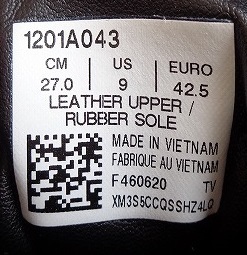 1201A043
CM US EURO
27.0 9 42.5
LEATHER UPPER /
RUBBER SOLE
MADE IN VIETNAM
FABRIQUE AU VIETNAM
F460620 TV
XM3S5CCQSSHZ4LQ